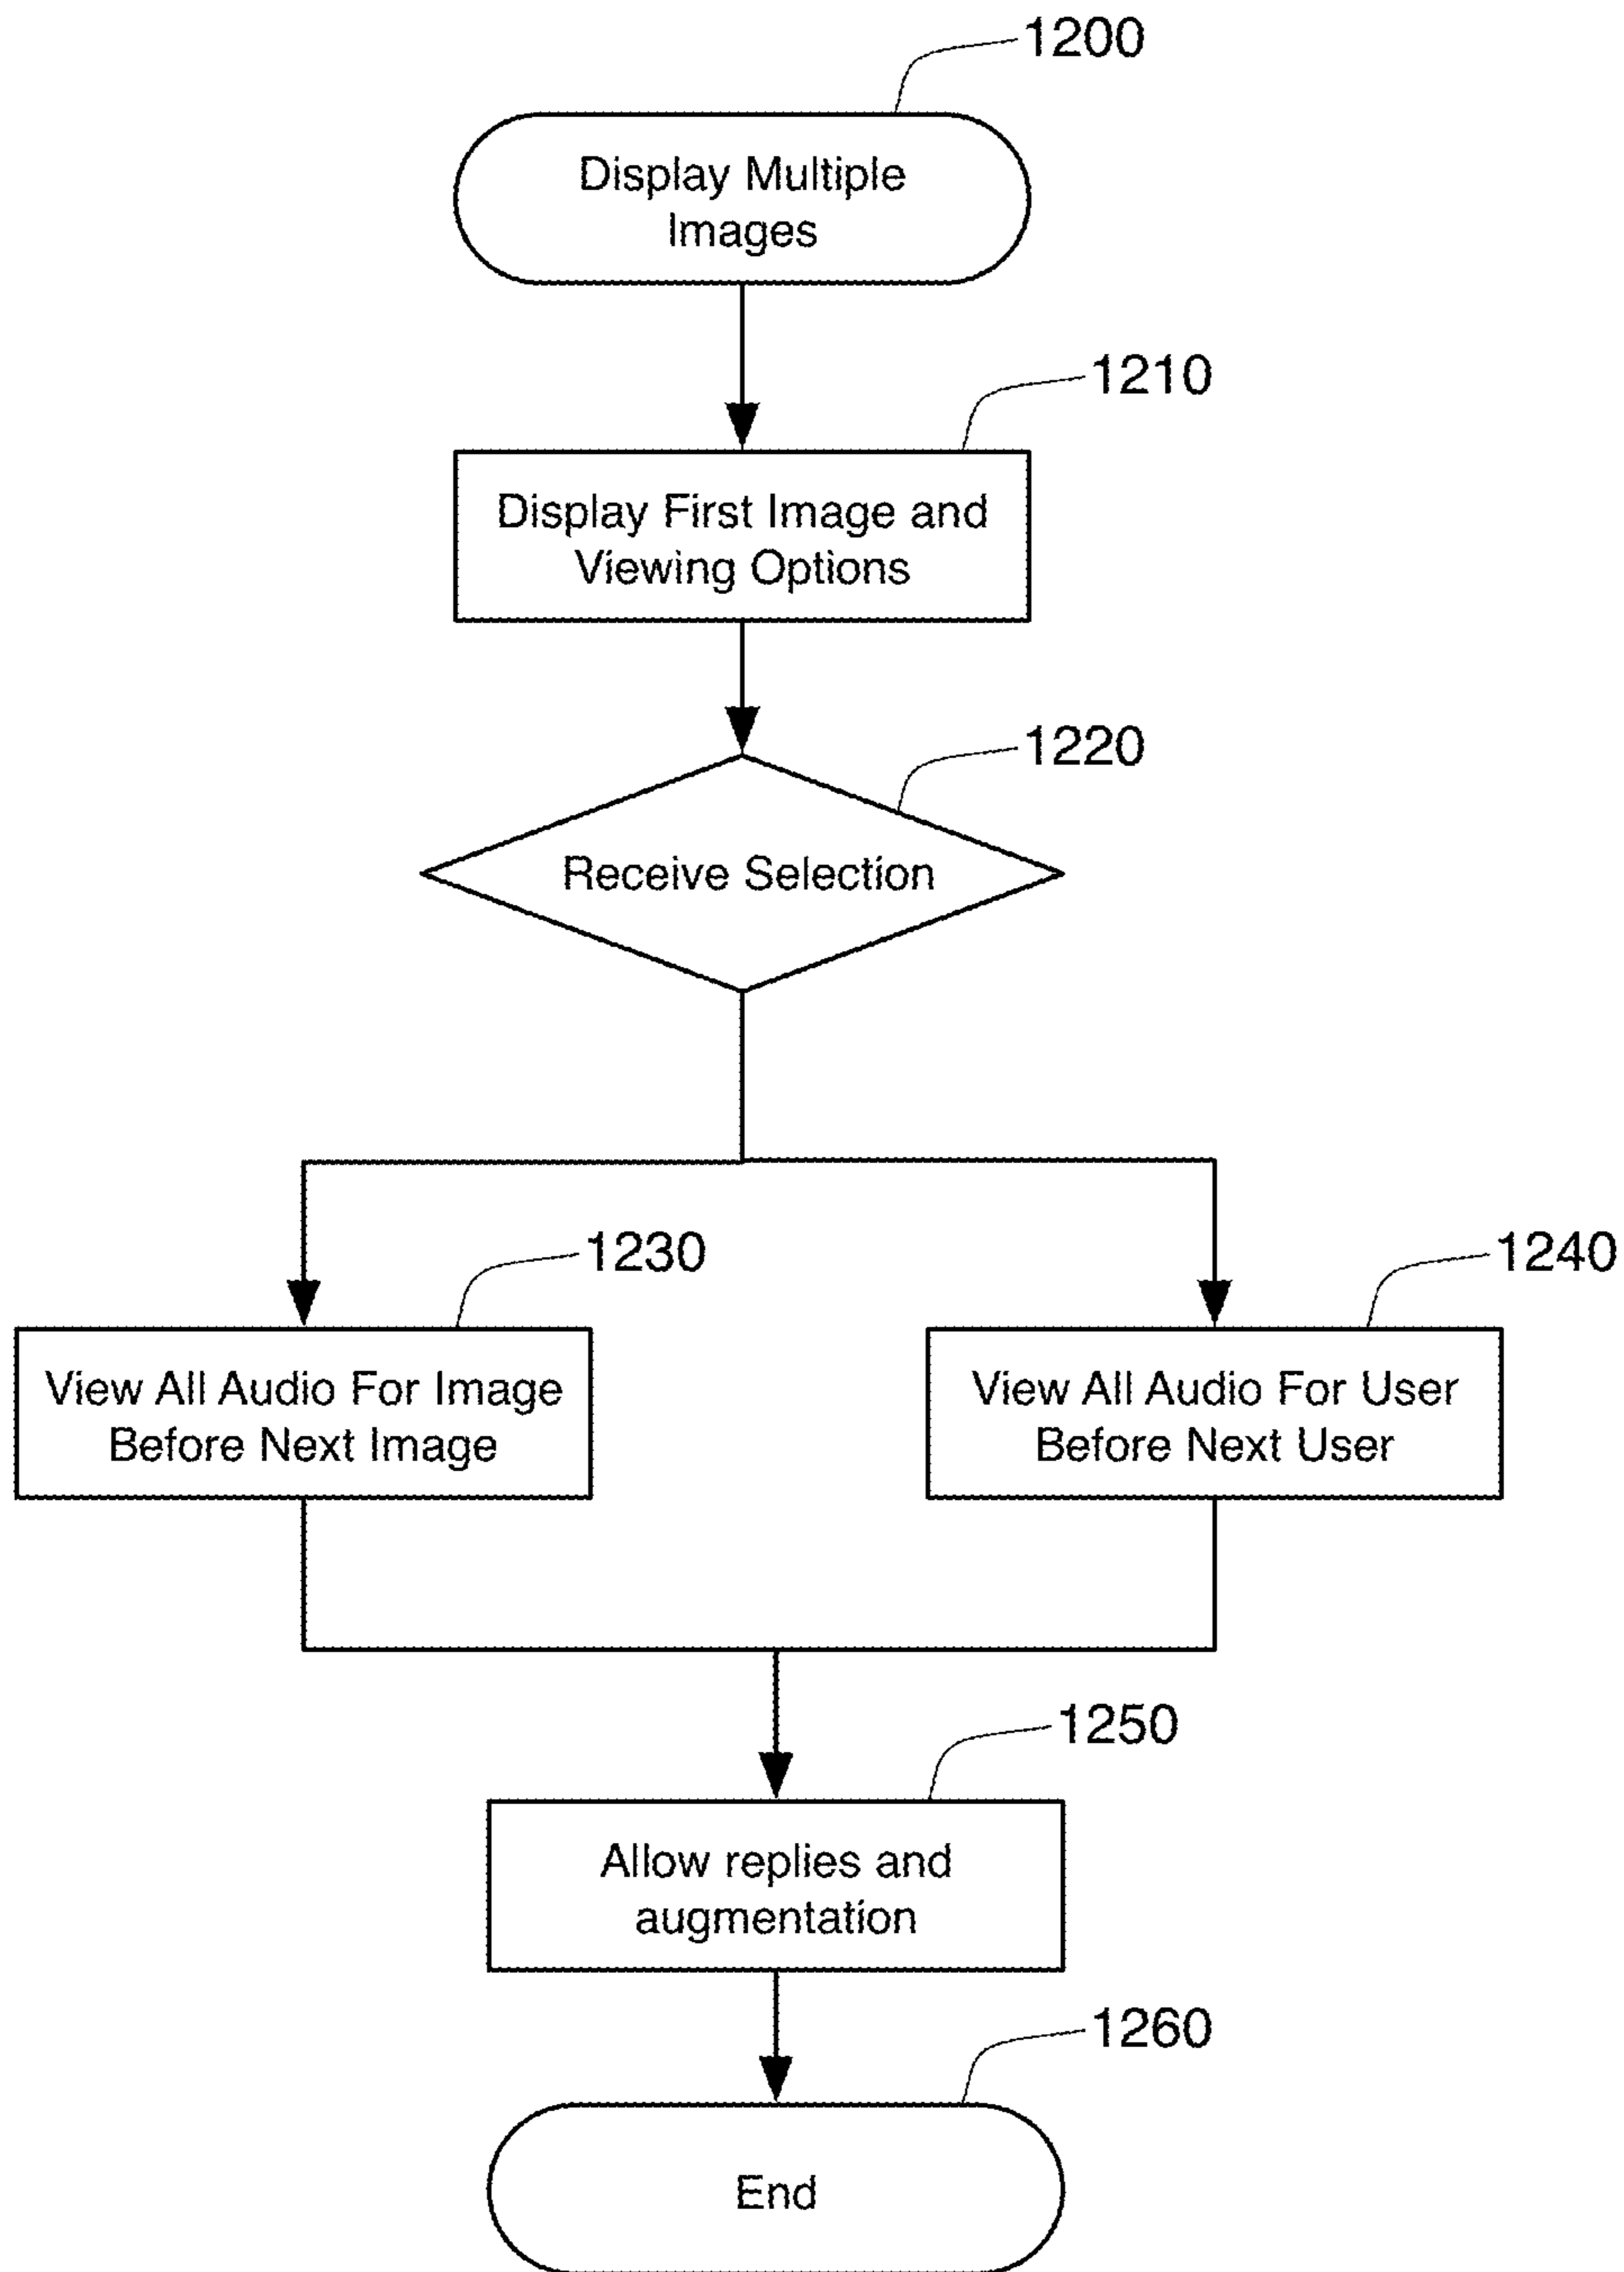 1200
Display Multiple
Images
1210
Display First Image and
Viewing Options
1220
Receive Selection
1230
View All Audio For Image
Before Next Image
1240
View All Audio For User
Before Next User
1250
Allow replies and
augmentation
1260
End